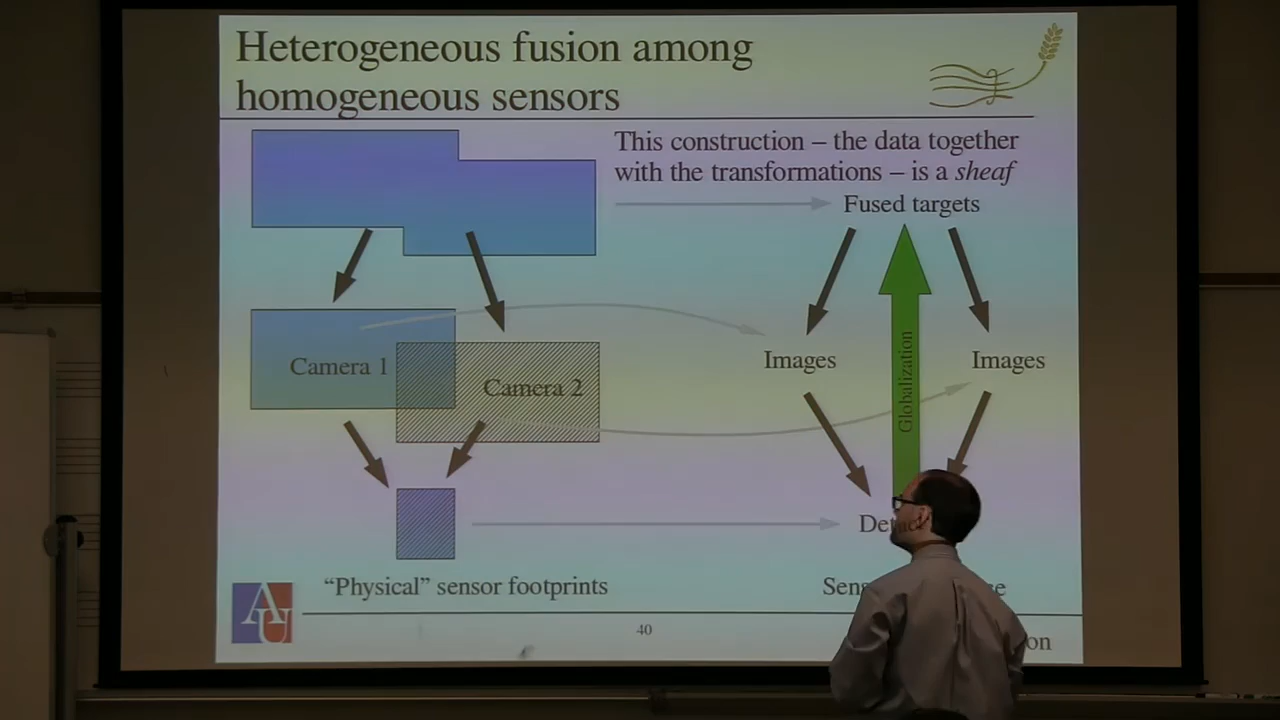 Heterogeneous fusion among
homogeneous sensors
This construction – the data together
with the transformations – is a sheaf
Fused targets
Camera 1
Camera 2
Images
Images
Globalization
"Physical" sensor footprints
AU
40